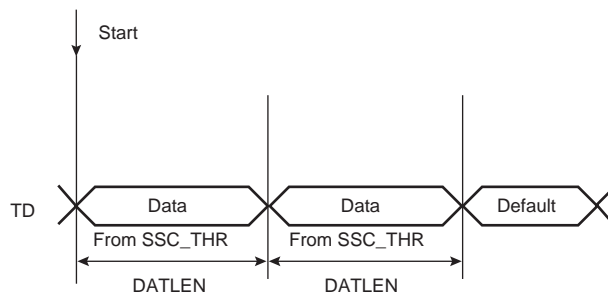 Start
TD Data Data Default
From SSC_THR From SSC_THR
DATLEN DATLEN